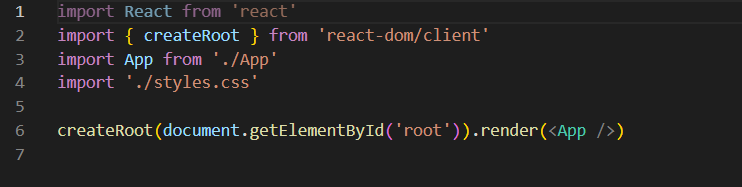 1 import React from 'react'
2 import { createRoot } from 'react-dom/client'
3 import App from './App'
4 import './styles.css'
5
6 createRoot(document.getElementById('root')).render(<App />)
7